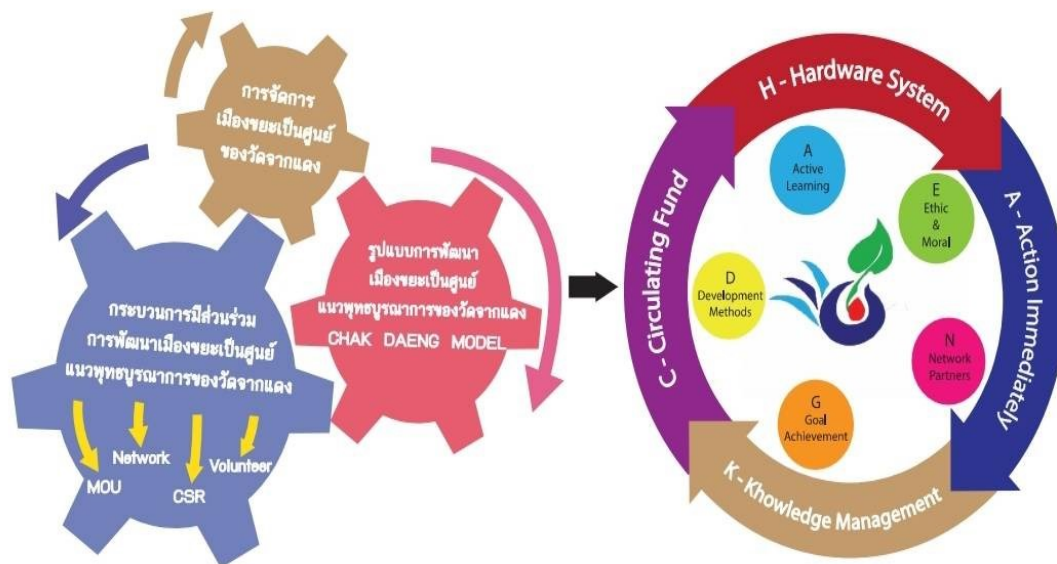 การจัดการ
เมืองขยะเป็นศูนย์
ของวัดจากแดง
กระบวนการมีส่วนร่วม
การพัฒนาเมืองขยะเป็นศูนย์
แนวพุทธบูรณาการของวัดจากแดง
MOU
Network
CSR
Volunteer
รูปแบบการพัฒนา
เมืองขยะเป็นศูนย์
แนวพุทธบูรณาการของวัดจากแดง
CHAK DAENG MODEL
C - Circulating Fund
H - Hardware System
A - Action Immediately
K - Khowledge Management
A
Active
Learning
E
Ethic
&
Moral
D
Development
Methods
N
Network
Partners
G
Goal
Achievement